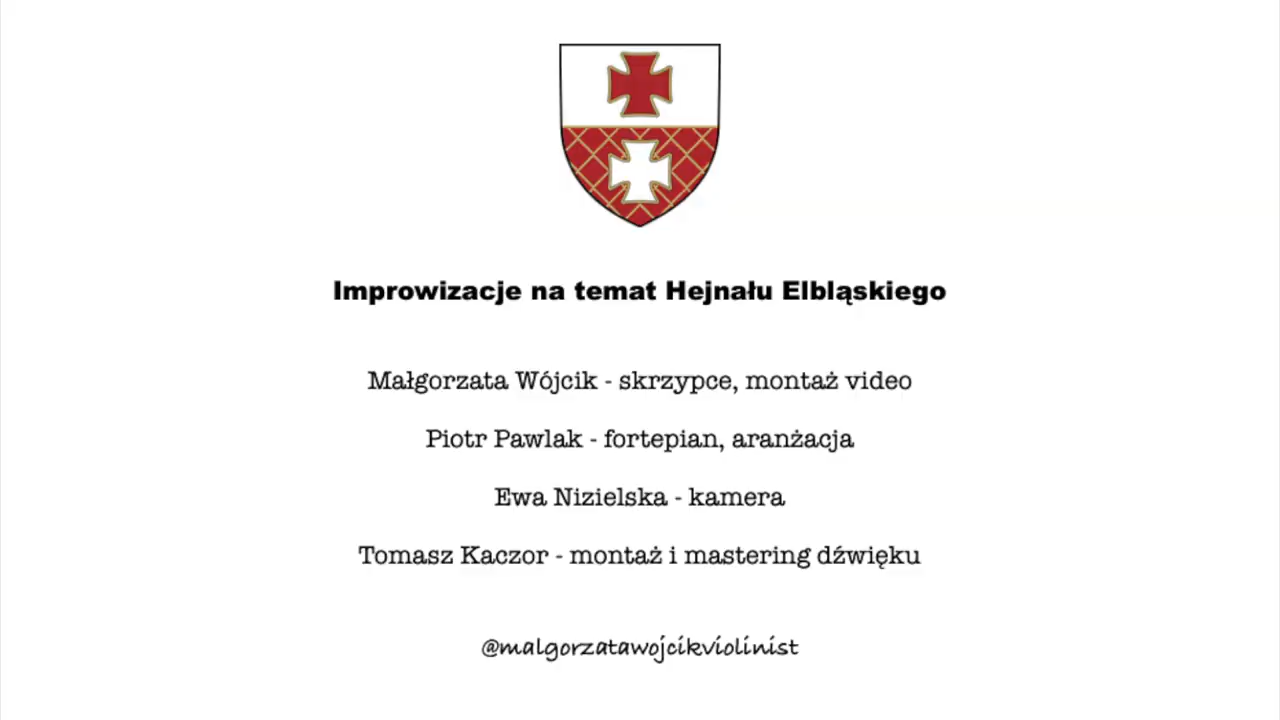 Improwizacje na temat Hejnału Elbląskiego
Małgorzata Wójcik - skrzypce, montaż video
Piotr Pawlak - fortepian, aranżacja
Ewa Nizielska - kamera
Tomasz Kaczor - montaż i mastering dźwięku
@malgorzatawojcikviolinist